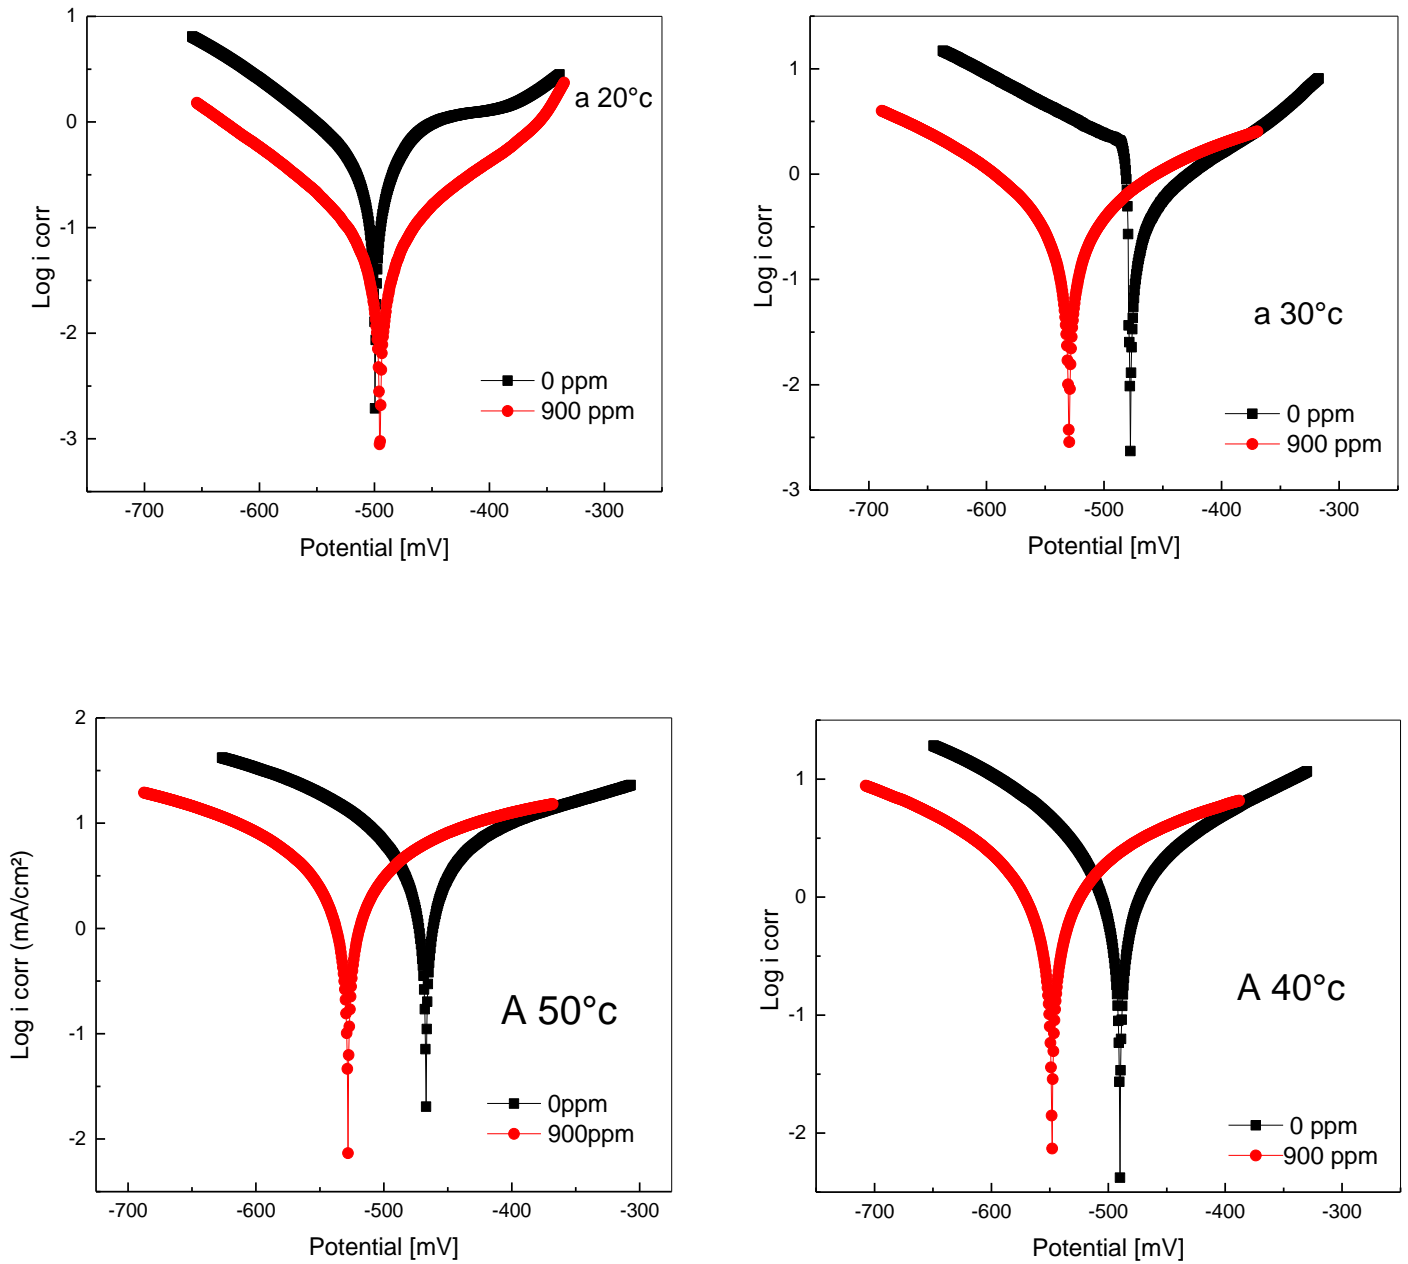 1
0
-1
-2
-3
Log i corr
a 20°c
0 ppm
900 ppm
-700 -600 -500 -400 -300
Potential [mV]
1
0
-1
-2
-3
Log i corr
a 30°c
0 ppm
900 ppm
-700 -600 -500 -400 -300
Potential [mV]
2
1
0
-1
-2
Log i corr (mA/cm²)
A 50°c
0ppm
900ppm
-700 -600 -500 -400 -300
Potential [mV]
1
0
-1
-2
Log i corr
A 40°c
0 ppm
900 ppm
-700 -600 -500 -400 -300
Potential [mV]